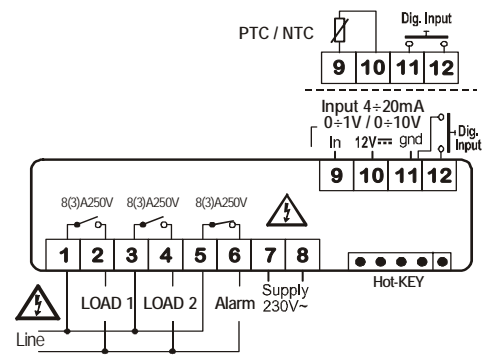 PTC / NTC
Dig. Input
9 10 11 12
Input 4÷20mA
0÷1V / 0÷10V
In 12V gnd
Dig.
Input
9 10 11 12
8(3)A250V 8(3)A250V 8(3)A250V
1 2 3 4 5 6 7 8
Hot-KEY
LOAD 1 LOAD 2 Alarm Supply
230V~
Line